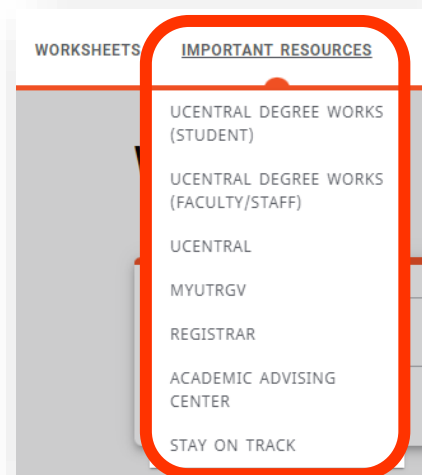 WORKSHEETS IMPORTANT RESOURCES
UCENTRAL DEGREE WORKS
(STUDENT)
UCENTRAL DEGREE WORKS
(FACULTY/STAFF)
UCENTRAL
MYUTRGV
REGISTRAR
ACADEMIC ADVISING
CENTER
STAY ON TRACK